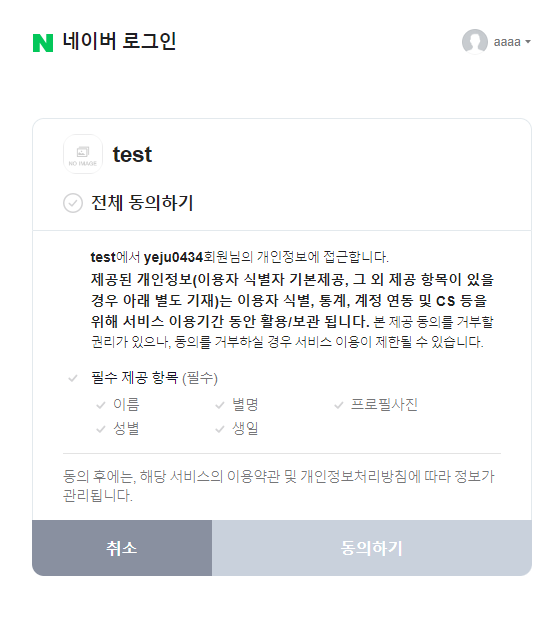 N 네이버 로그인
aaaa
NO IMAGE
test
전체 동의하기
test에서 yeju0434회원님의 개인정보에 접근합니다.
제공된 개인정보(이용자 식별자 기본제공, 그 외 제공 항목이 있을
경우 아래 별도 기재)는 이용자 식별, 통계, 계정 연동 및 CS 등을
위해 서비스 이용기간 동안 활용/보관 됩니다. 본 제공 동의를 거부할
권리가 있으나, 동의를 거부하실 경우 서비스 이용이 제한될 수 있습니다.
필수 제공 항목 (필수)
이름 별명 프로필사진
성별 생일
동의 후에는, 해당 서비스의 이용약관 및 개인정보처리방침에 따라 정보가
관리됩니다.
취소 동의하기